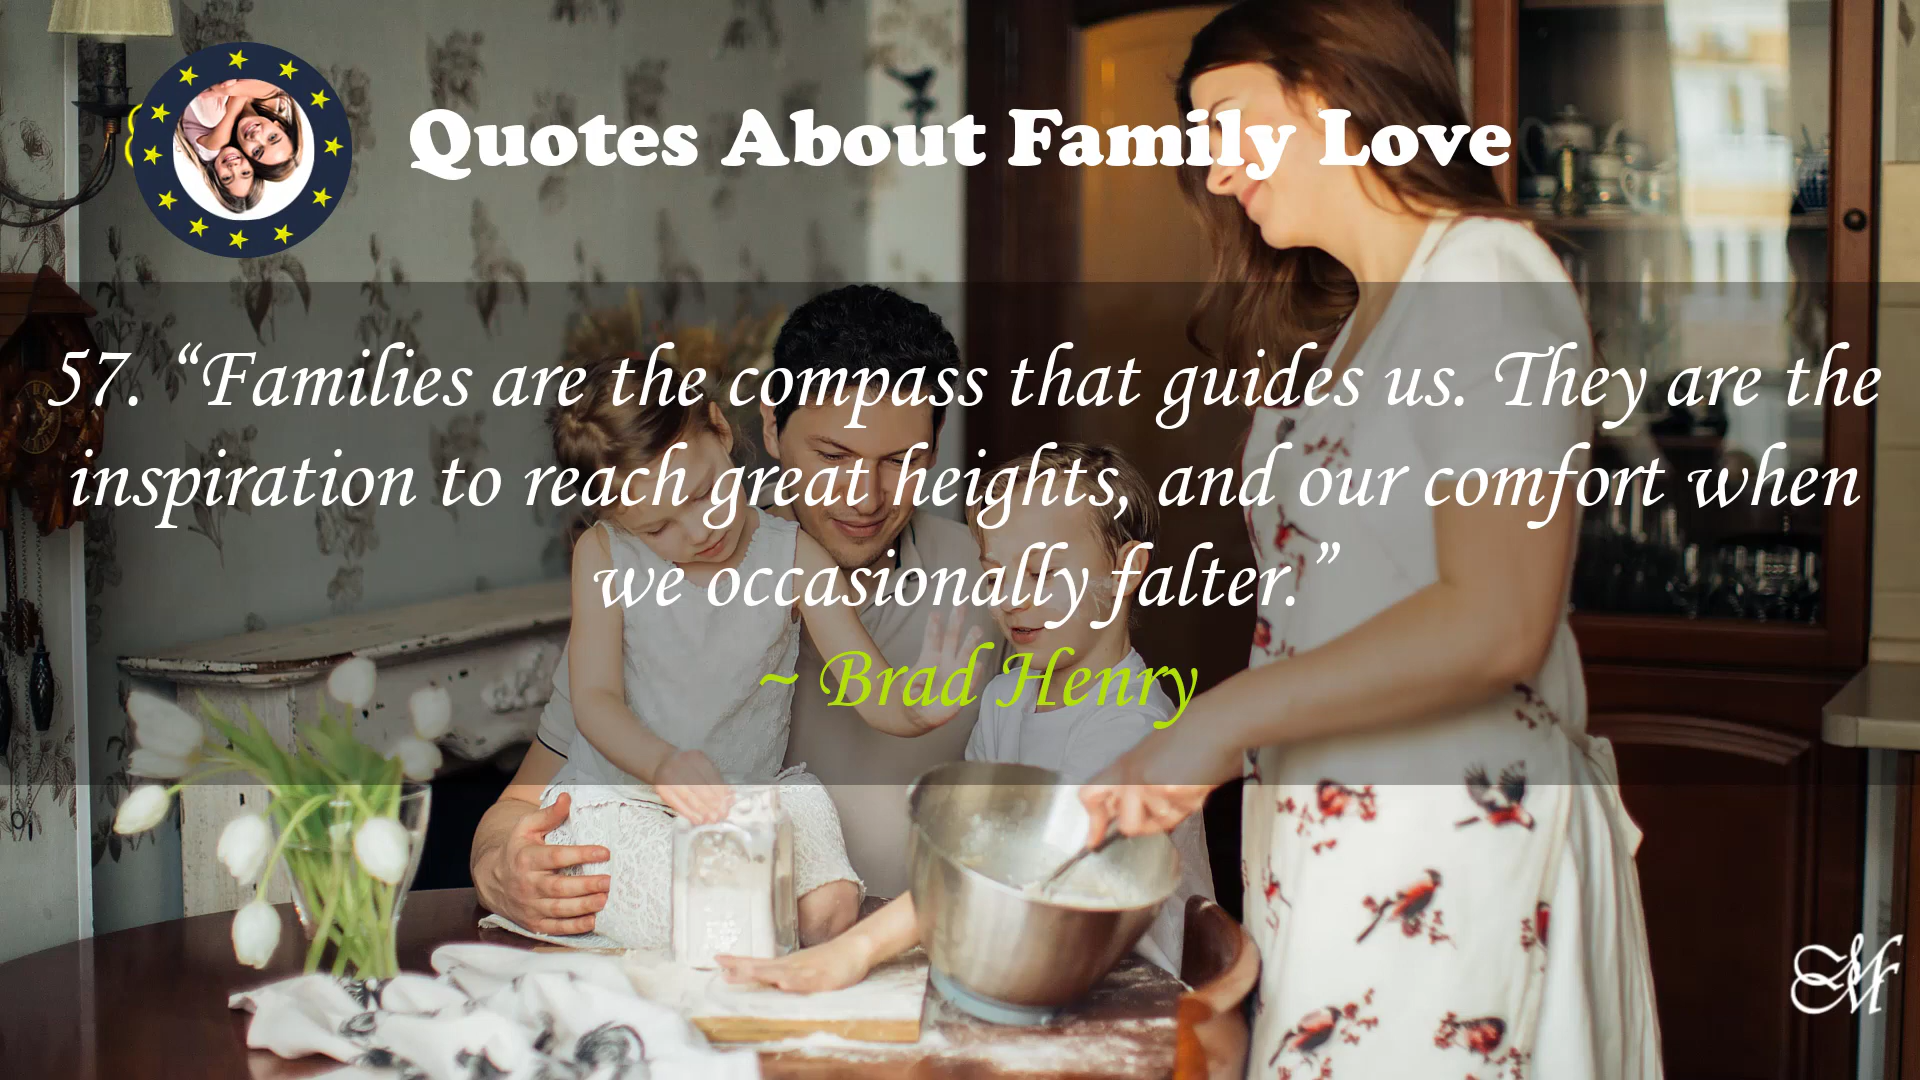 Quotes About Family Love
57. “Families are the compass that guides us. They are the
inspiration to reach great heights, and our comfort when
we occasionally falter.”
~ Brad Henry
M